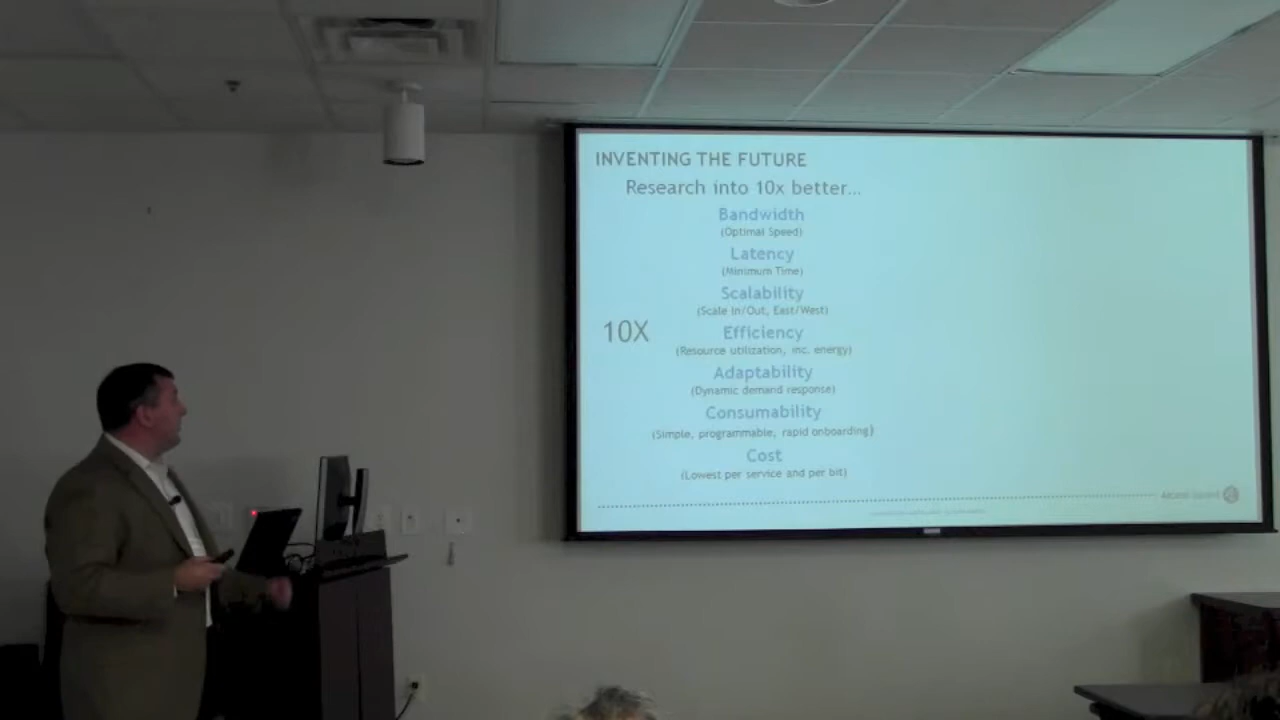 INVENTING THE FUTURE
Research into 10x better...
Bandwidth
(Optimal Speed)
Latency
(Minimum Time)
Scalability
(Scale In/Out, East/West)
10X
Efficiency
(Resource utilization, inc. energy)
Adaptability
(Dynamic demand response)
Consumability
(Simple, programmable, rapid onboarding)
Cost
(Lowest per service and per bit)